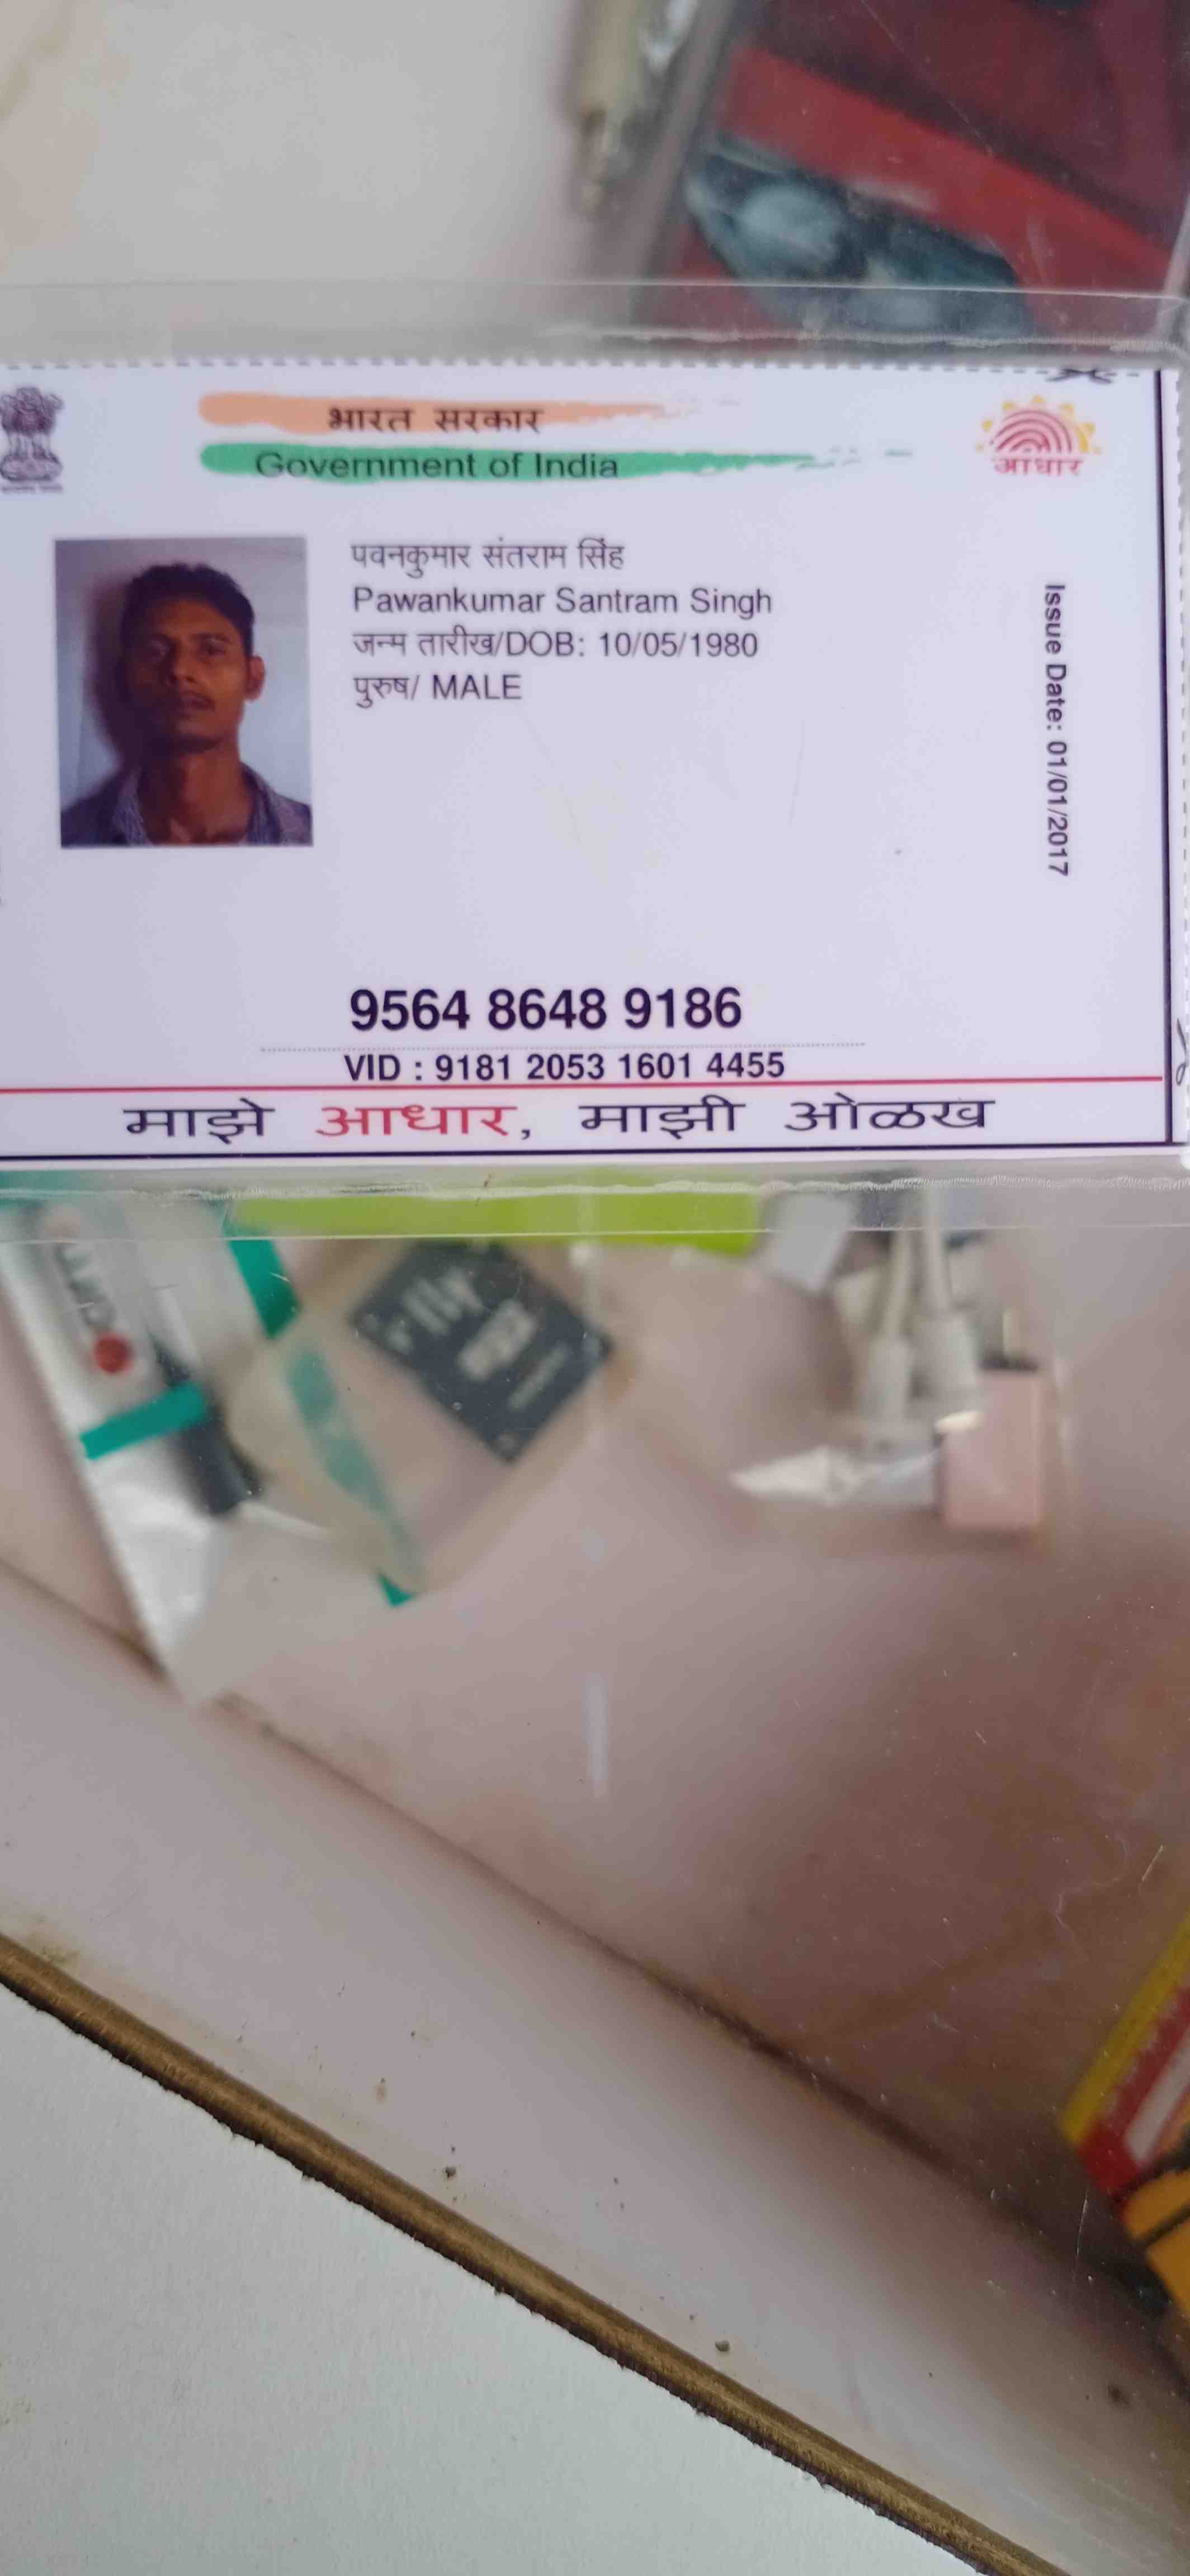 भारत सरकार
Government of India
आधार
पवनकुमार संतराम सिंह
Pawankumar Santram Singh
जन्म तारीख/DOB: 10/05/1980
पुरुष/ MALE
Issue Date: 01/01/2017
9564 8648 9186
VID : 9181 2053 1601 4455
माझे आधार, माझी ओळख